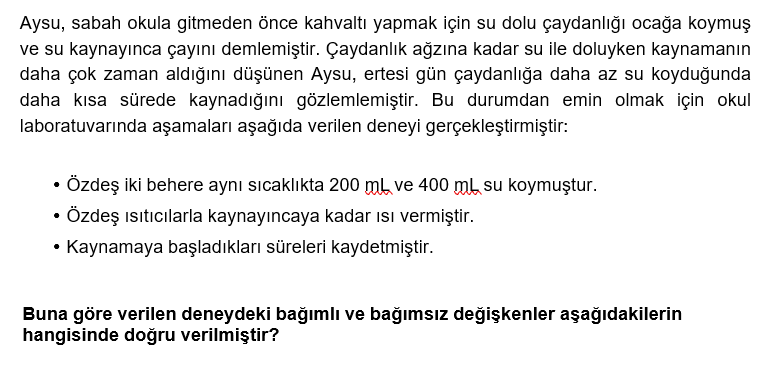 Aysu, sabah okula gitmeden önce kahvaltı yapmak için su dolu çaydanlığı ocağa koymuş
ve su kaynayınca çayını demlemiştir. Çaydanlık ağzına kadar su ile doluyken kaynamanın
daha çok zaman aldığını düşünen Aysu, ertesi gün çaydanlığa daha az su koyduğunda
daha kısa sürede kaynadığını gözlemlemiştir. Bu durumdan emin olmak için okul
laboratuvarında aşamaları aşağıda verilen deneyi gerçekleştirmiştir:
• Özdeş iki behere aynı sıcaklıkta 200 mL ve 400 mL su koymuştur.
• Özdeş ısıtıcılarla kaynayıncaya kadar ısı vermiştir.
• Kaynamaya başladıkları süreleri kaydetmiştir.
Buna göre verilen deneydeki bağımlı ve bağımsız değişkenler aşağıdakilerin
hangisinde doğru verilmiştir?